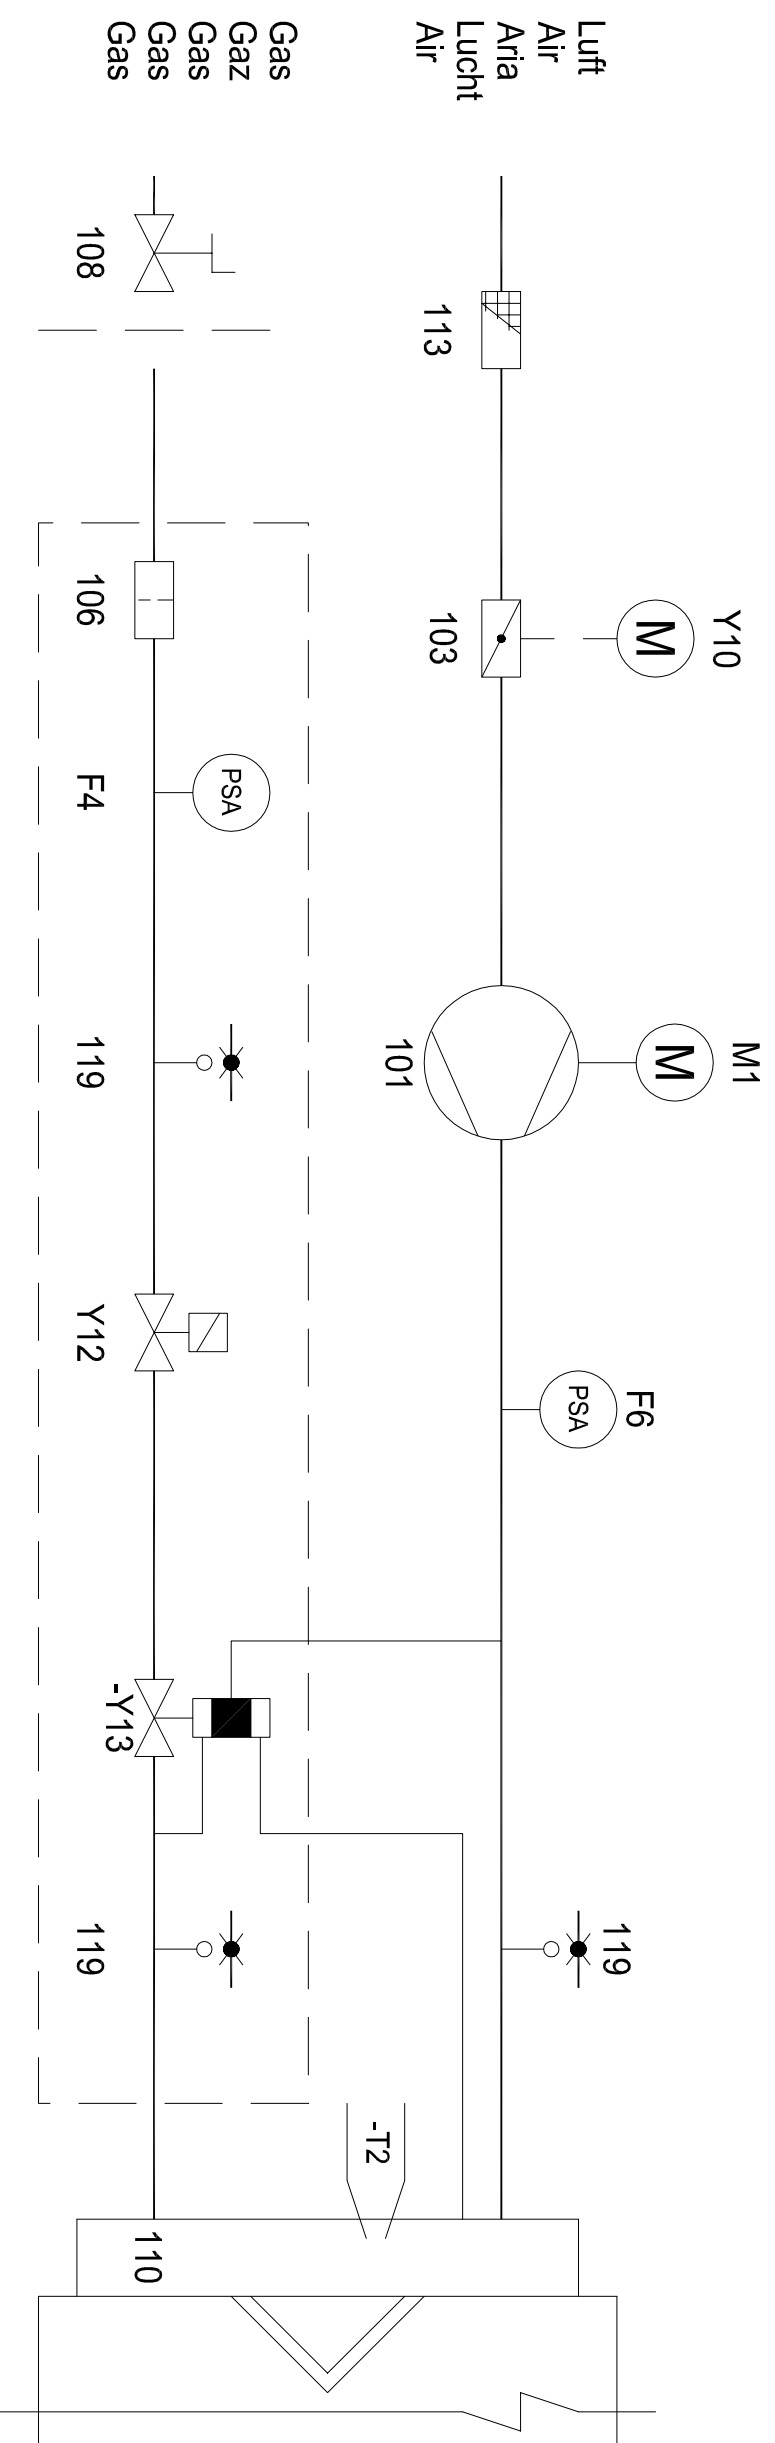 Luft
Air
Aria
Lucht
Air
Gas
Gaz
Gas
Gas
Gas
Y10
M
M1
M
F6
PSA
119
113
103
101
PSA
-T2
108
106
F4
119
Y12
-Y13
119
110